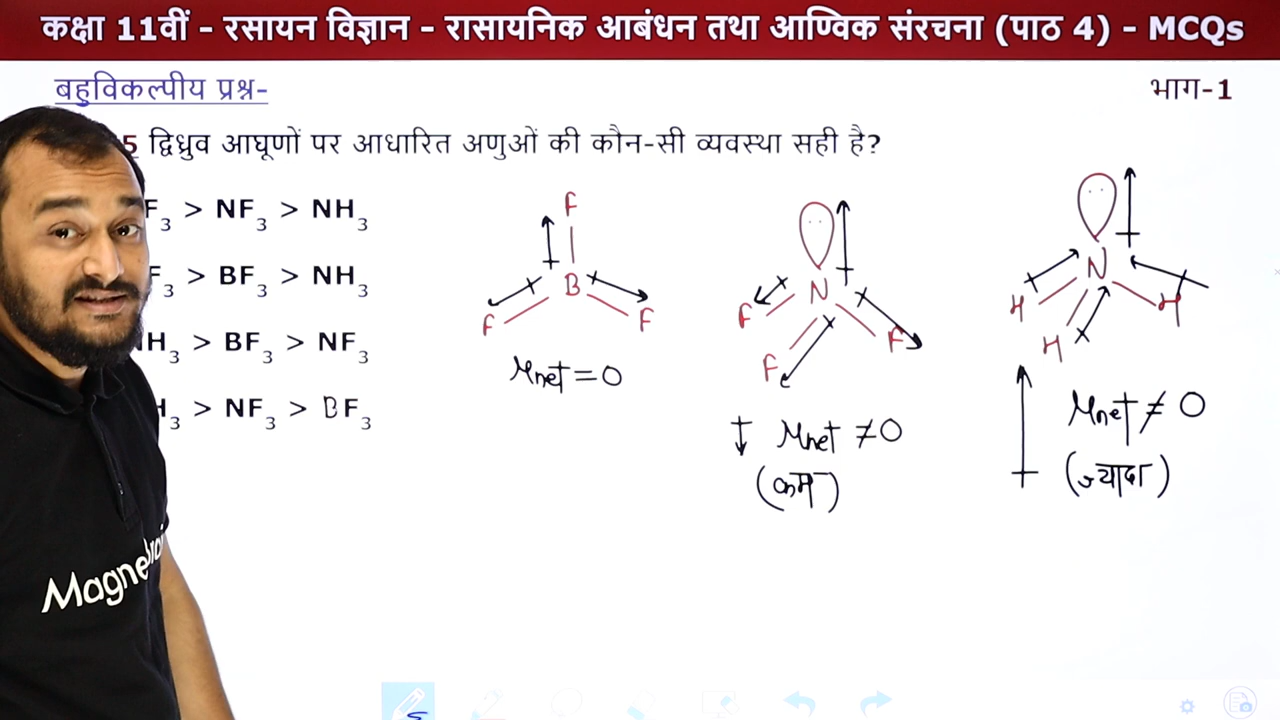 कक्षा 11वीं - रसायन विज्ञान - रासायनिक आबंधन तथा आण्विक संरचना (पाठ 4) - MCQs
बहुविकल्पीय प्रश्न-
भाग-1
5 द्विध्रुव आघूणों पर आधारित अणुओं की कौन-सी व्यवस्था सही है?
F₃ > NF₃ > NH₃
F₃ > BF₃ > NH₃
NH₃ > BF₃ > NF₃
H₃ > NF₃ > BF₃
F
B
F F
μnet = 0
N
F F
F
μnet ≠ 0
(कम)
N
H H
H
μnet ≠ 0
(ज्यादा)
Magnet Brains